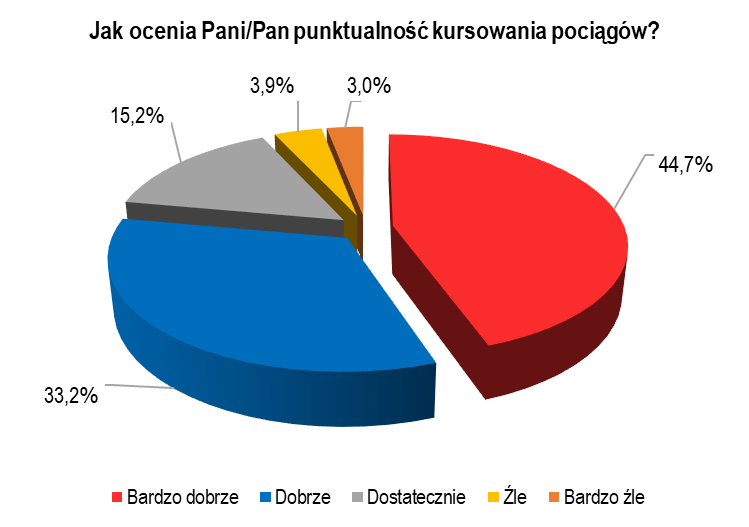 Jak ocenia Pani/Pan punktualność kursowania pociągów?
3,9%
3,0%
15,2%
44,7%
33,2%
Bardzo dobrze Dobrze Dostatecznie Źle Bardzo źle